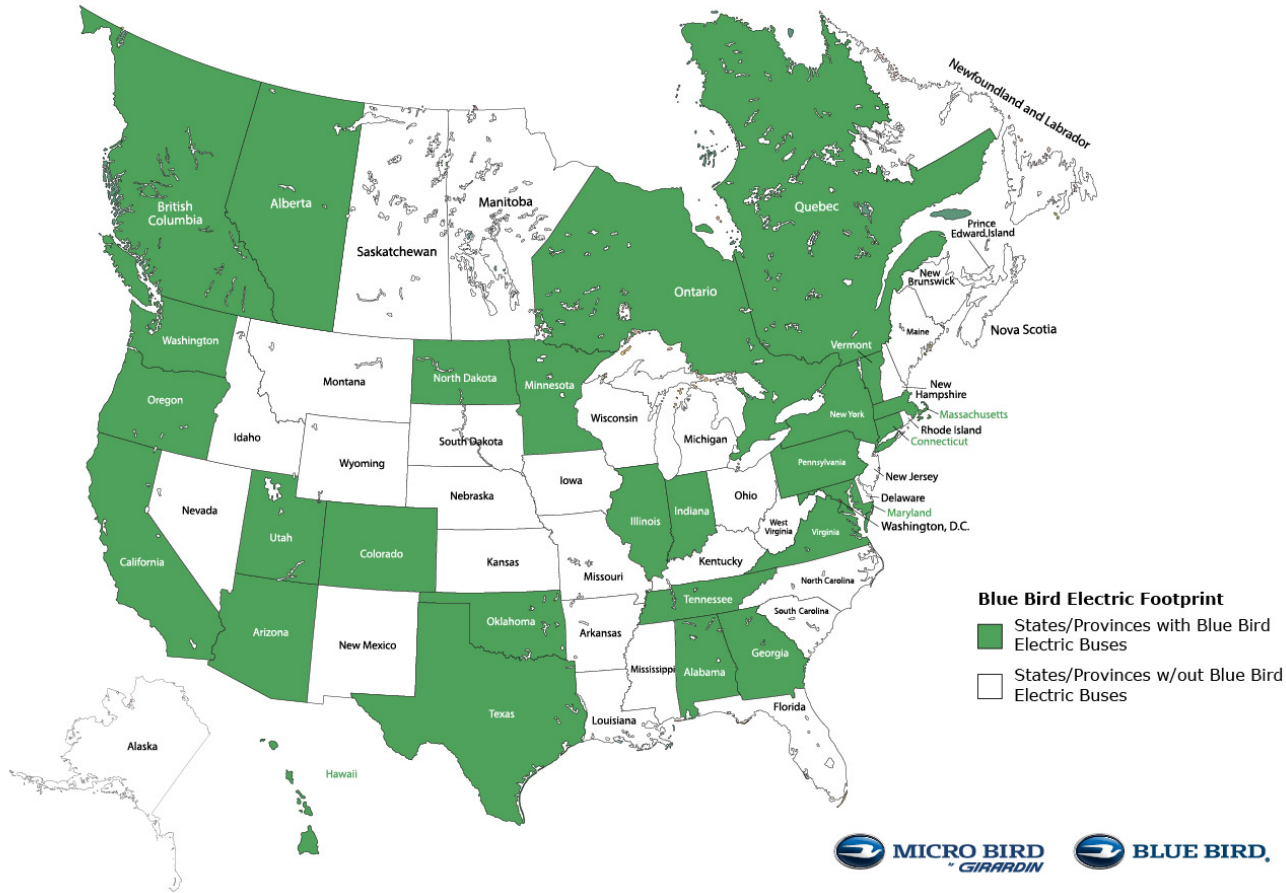 Newfoundland and Labrador
British
Columbia
Alberta
Saskatchewan
Manitoba
Ontario
Quebec
Prince
Edward Island
New
Brunswick
Nova Scotia
Maine
Vermont
New
Hampshire
Massachusetts
Rhode Island
Connecticut
New York
Pennsylvania
New Jersey
Delaware
Maryland
Washington, D.C.
Washington
Oregon
California
Idaho
Nevada
Montana
Wyoming
Utah
Colorado
Arizona
New Mexico
North Dakota
South Dakota
Nebraska
Kansas
Oklahoma
Texas
Minnesota
Iowa
Missouri
Arkansas
Louisiana
Wisconsin
Michigan
Illinois
Indiana
Ohio
West
Virginia
Virginia
Kentucky
Tennessee
North Carolina
South Carolina
Mississippi
Alabama
Georgia
Florida
Alaska
Hawaii
Blue Bird Electric Footprint
States/Provinces with Blue Bird
Electric Buses
States/Provinces w/out Blue Bird
Electric Buses
MICRO BIRD
by GIRARDIN
BLUE BIRD.